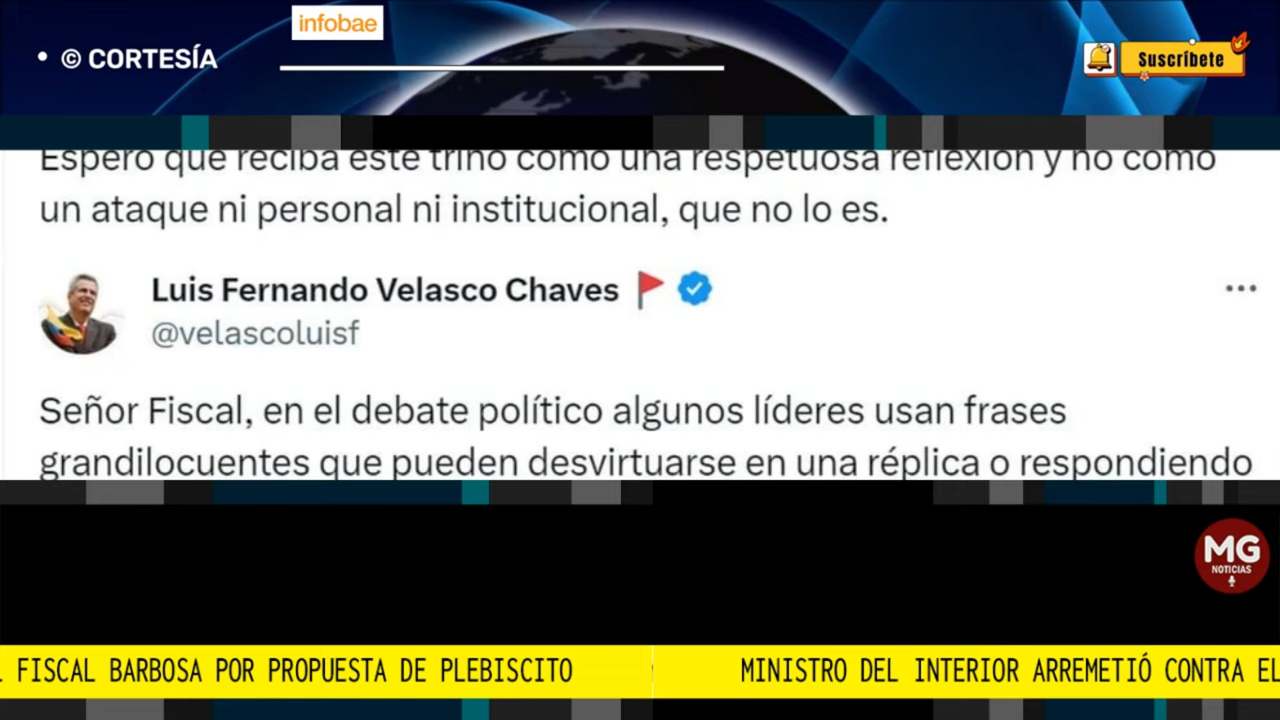 infobae
• © CORTESÍA
Suscríbete
Espero que reciba este trino como una respetuosa reflexión y no como
un ataque ni personal ni institucional, que no lo es.
Luis Fernando Velasco Chaves
@velascoluisf
Señor Fiscal, en el debate político algunos líderes usan frases
grandilocuentes que pueden desvirtuarse en una réplica o respondiendo
MG
NOTICIAS
FISCAL BARBOSA POR PROPUESTA DE PLEBISCITO MINISTRO DEL INTERIOR ARREMETIÓ CONTRA EL